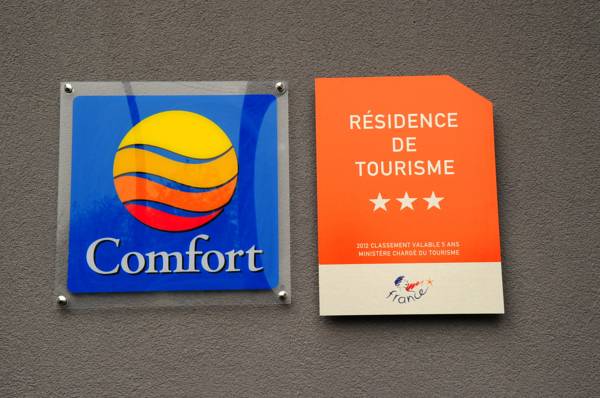 Comfort
RÉSIDENCE
DE
TOURISME
2012 CLASSEMENT VALABLE 5 ANS
MINISTÈRE CHARGÉ DU TOURISME
france